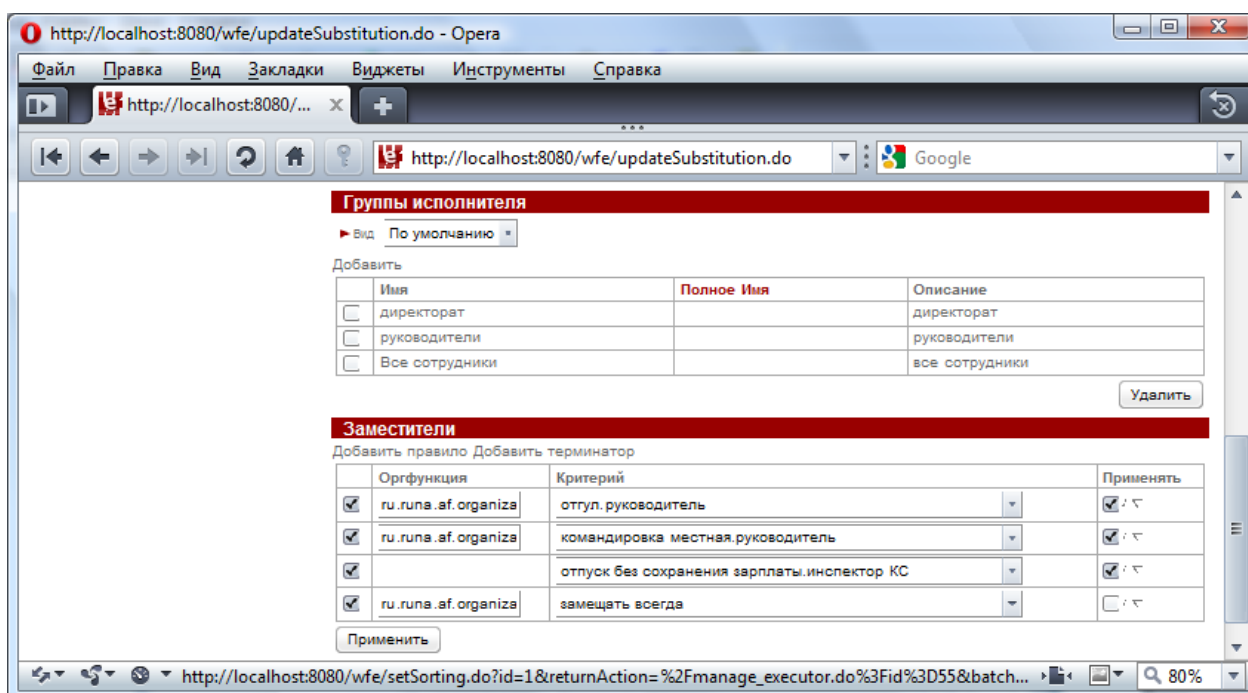 http://localhost:8080/wfe/updateSubstitution.do - Opera
Файл Правка Вид Закладки Виджеты Инструменты Справка
http://localhost:8080/...
http://localhost:8080/wfe/updateSubstitution.do Google
Группы исполнителя
Вид По умолчанию
Добавить
Имя Полное Имя Описание
директорат директорат
руководители руководители
Все сотрудники все сотрудники
Удалить
Заместители
Добавить правило Добавить терминатор
Оргфункция Критерий Применять
ru.runa.af.organiza отгул.руководитель
ru.runa.af.organiza командировка местная.руководитель
отпуск без сохранения зарплаты.инспектор КС
ru.runa.af.organiza замещать всегда
Применить
http://localhost:8080/wfe/setSorting.do?id=1&returnAction=%2Fmanage_executor.do%3Fid%3D55&batch... 80%